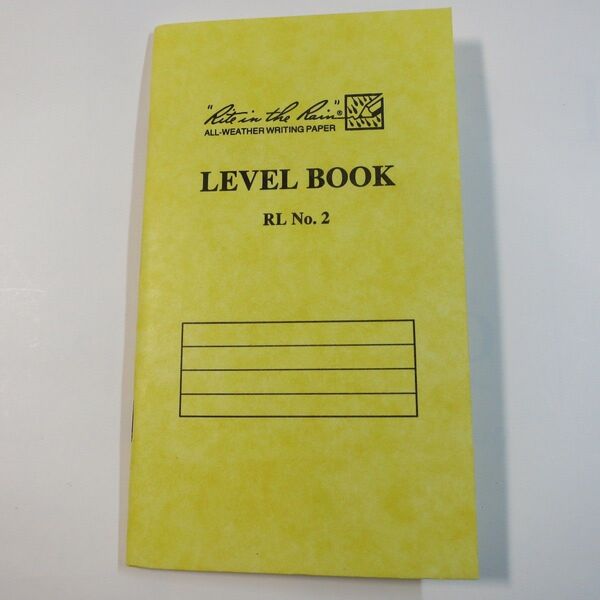 "Rite in the Rain"®
ALL-WEATHER WRITING PAPER
LEVEL BOOK
RL No. 2